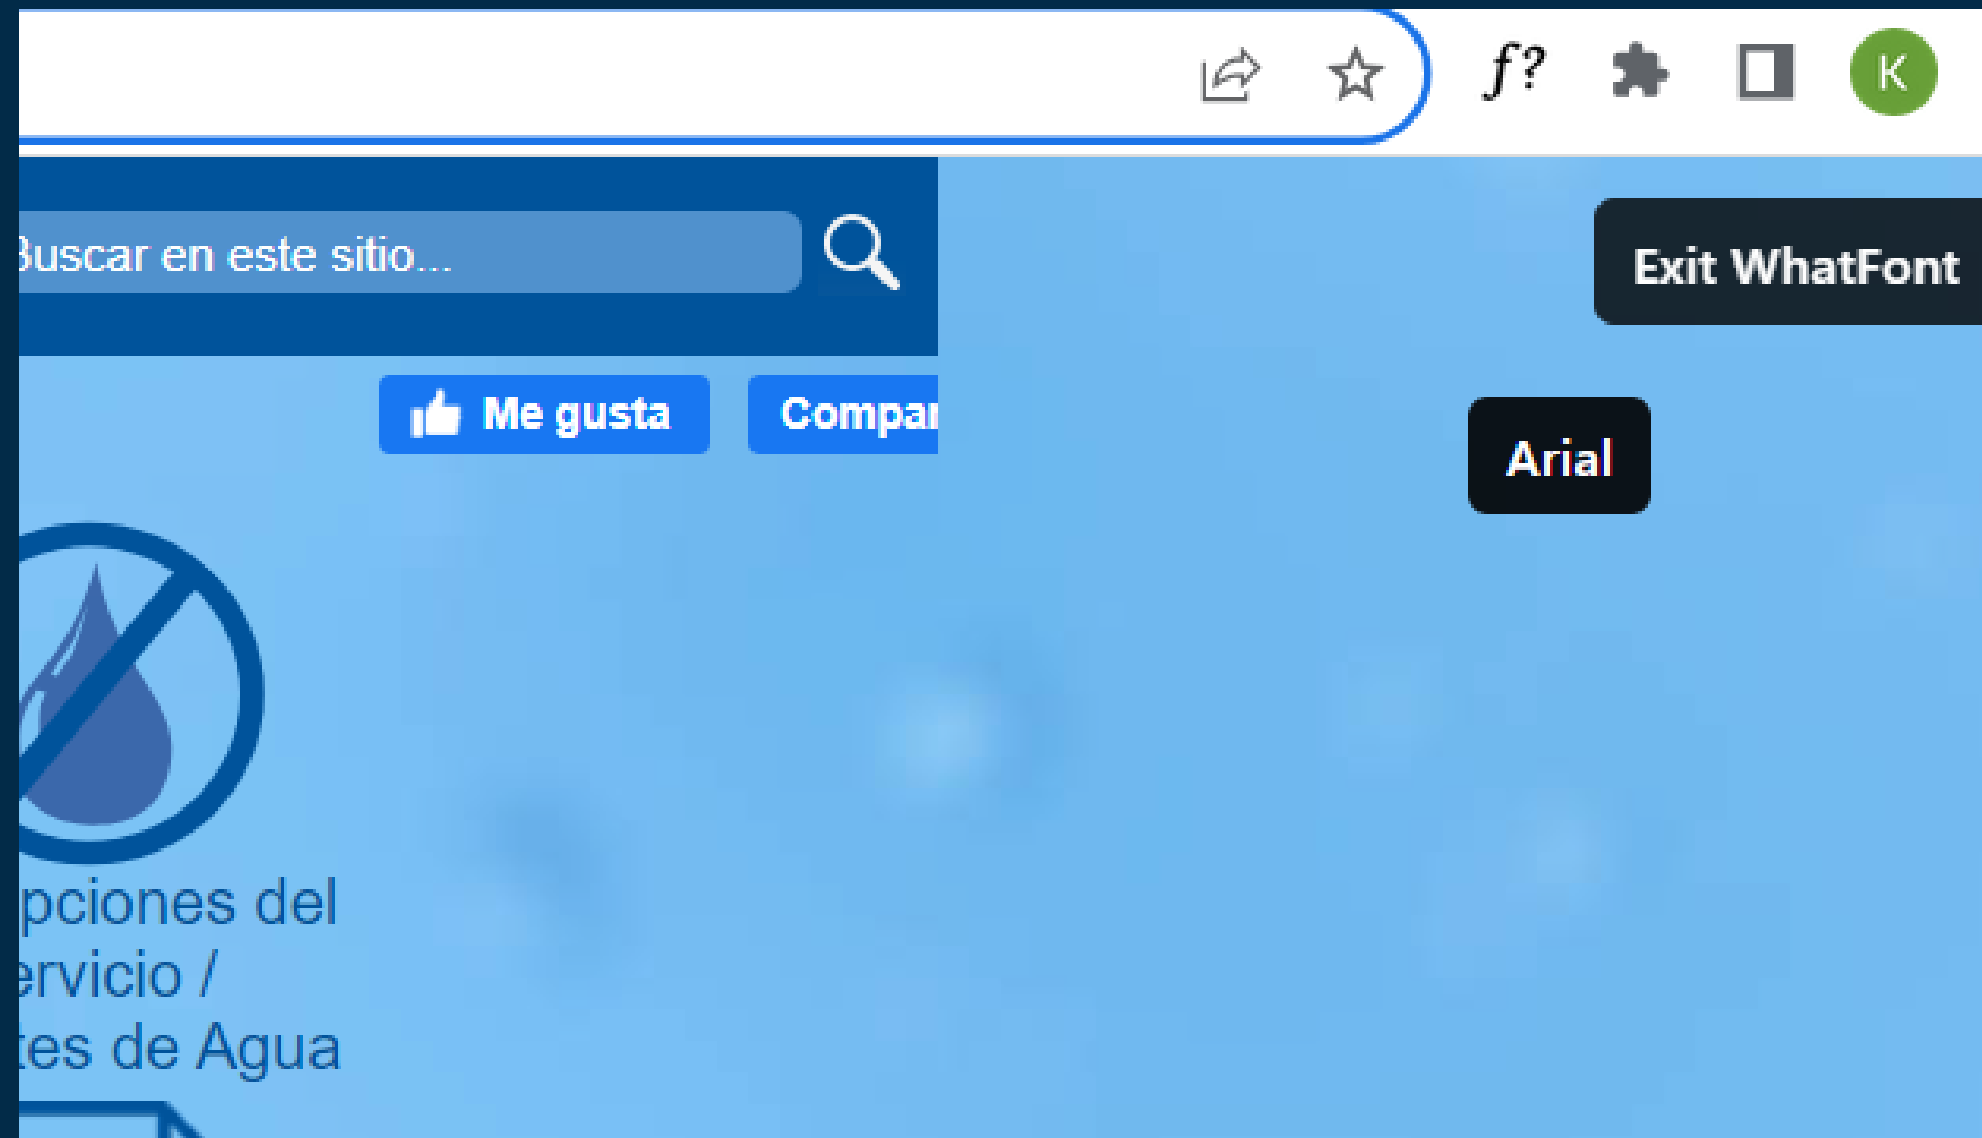 f?
K
Buscar en este sitio...
Exit WhatFont
Me gusta
Compar
Arial
pciones del
ervicio /
tes de Agua